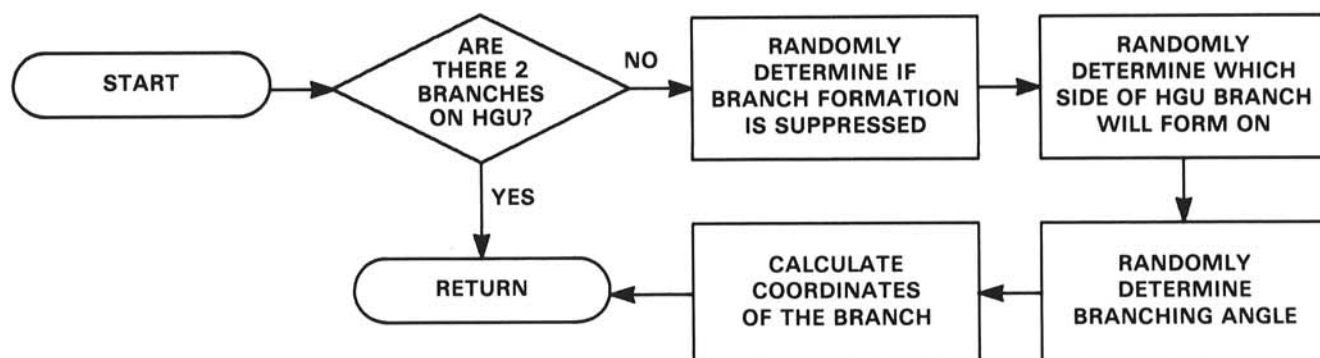 START
ARE
THERE 2
BRANCHES
ON HGU?
NO
RANDOMLY
DETERMINE IF
BRANCH FORMATION
IS SUPPRESSED
RANDOMLY
DETERMINE WHICH
SIDE OF HGU BRANCH
WILL FORM ON
YES
RETURN
CALCULATE
COORDINATES
OF THE BRANCH
RANDOMLY
DETERMINE
BRANCHING ANGLE